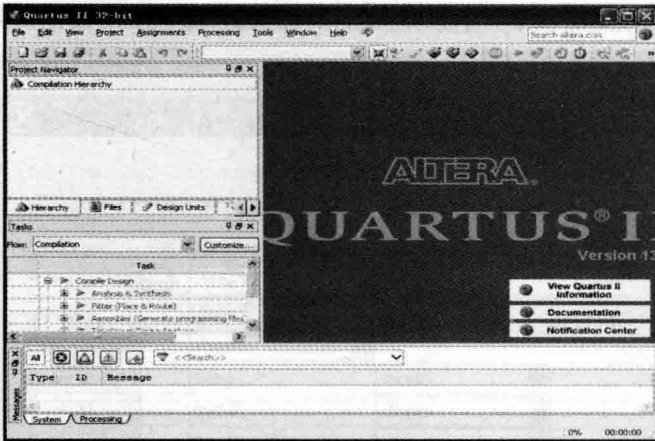 Quartus II 32-bit
File Edit View Project Assignments Processing Tools Window Help
Search altera.com
Project Navigator
Compilation Hierarchy
Hierarchy Files Design Units
Tasks
Flow: Compilation Customize...
Task
Compile Design
Analysis & Synthesis
Fitter (Place & Route)
Assembler (Generate programming files)
ALTERA.
QUARTUS® II
Version 13
View Quartus II
Information
Documentation
Notification Center
All <<Search>>
Type ID Message
Messages
System Processing
0% 00:00:00